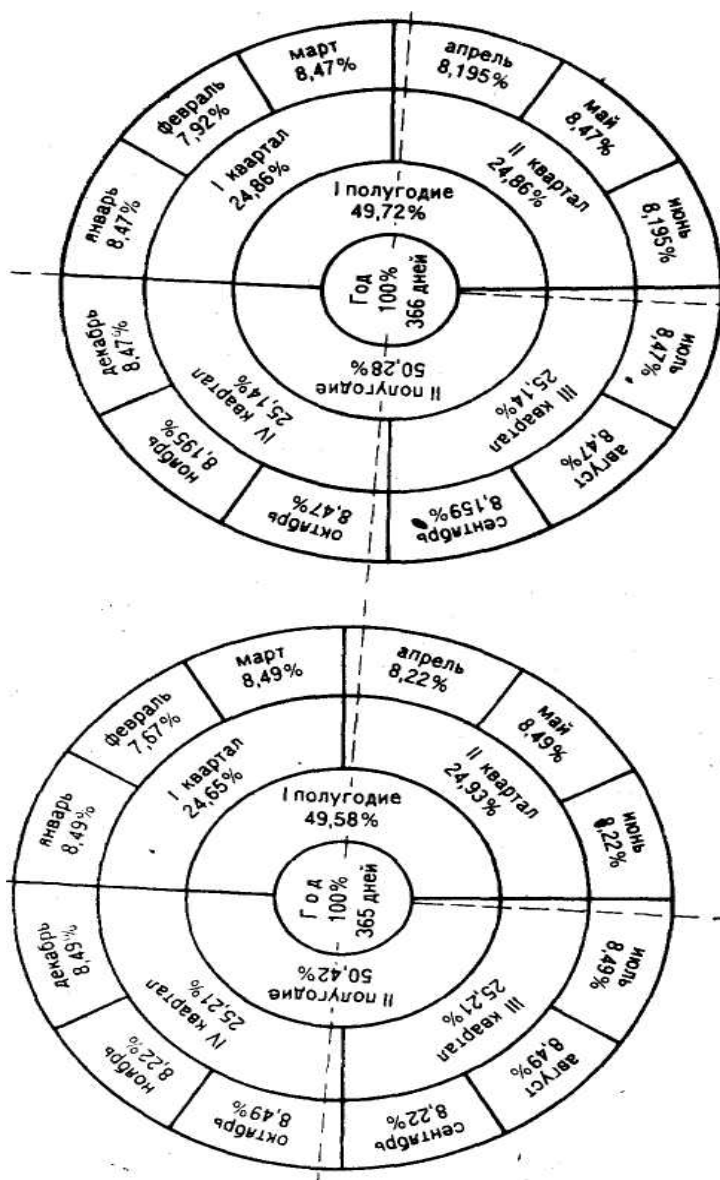 январь
8,47%
февраль
7,92%
март
8,47%
апрель
8,195%
май
8,47%
июнь
8,195%
июль
8,47%
август
8,47%
сентябрь
8,159%
октябрь
8,47%
ноябрь
8,195%
декабрь
8,47%
I квартал
24,86%
II квартал
24,86%
III квартал
25,14%
IV квартал
25,14%
I полугодие
49,72%
II полугодие
50,28%
Год
100%
366 дней
январь
8,49%
февраль
7,67%
март
8,49%
апрель
8,22%
май
8,49%
июнь
8,22%
июль
8,49%
август
8,49%
сентябрь
8,22%
октябрь
8,49%
ноябрь
8,22%
декабрь
8,49%
I квартал
24,65%
II квартал
24,93%
III квартал
25,21%
IV квартал
25,21%
I полугодие
49,58%
II полугодие
50,42%
Год
100%
365 дней